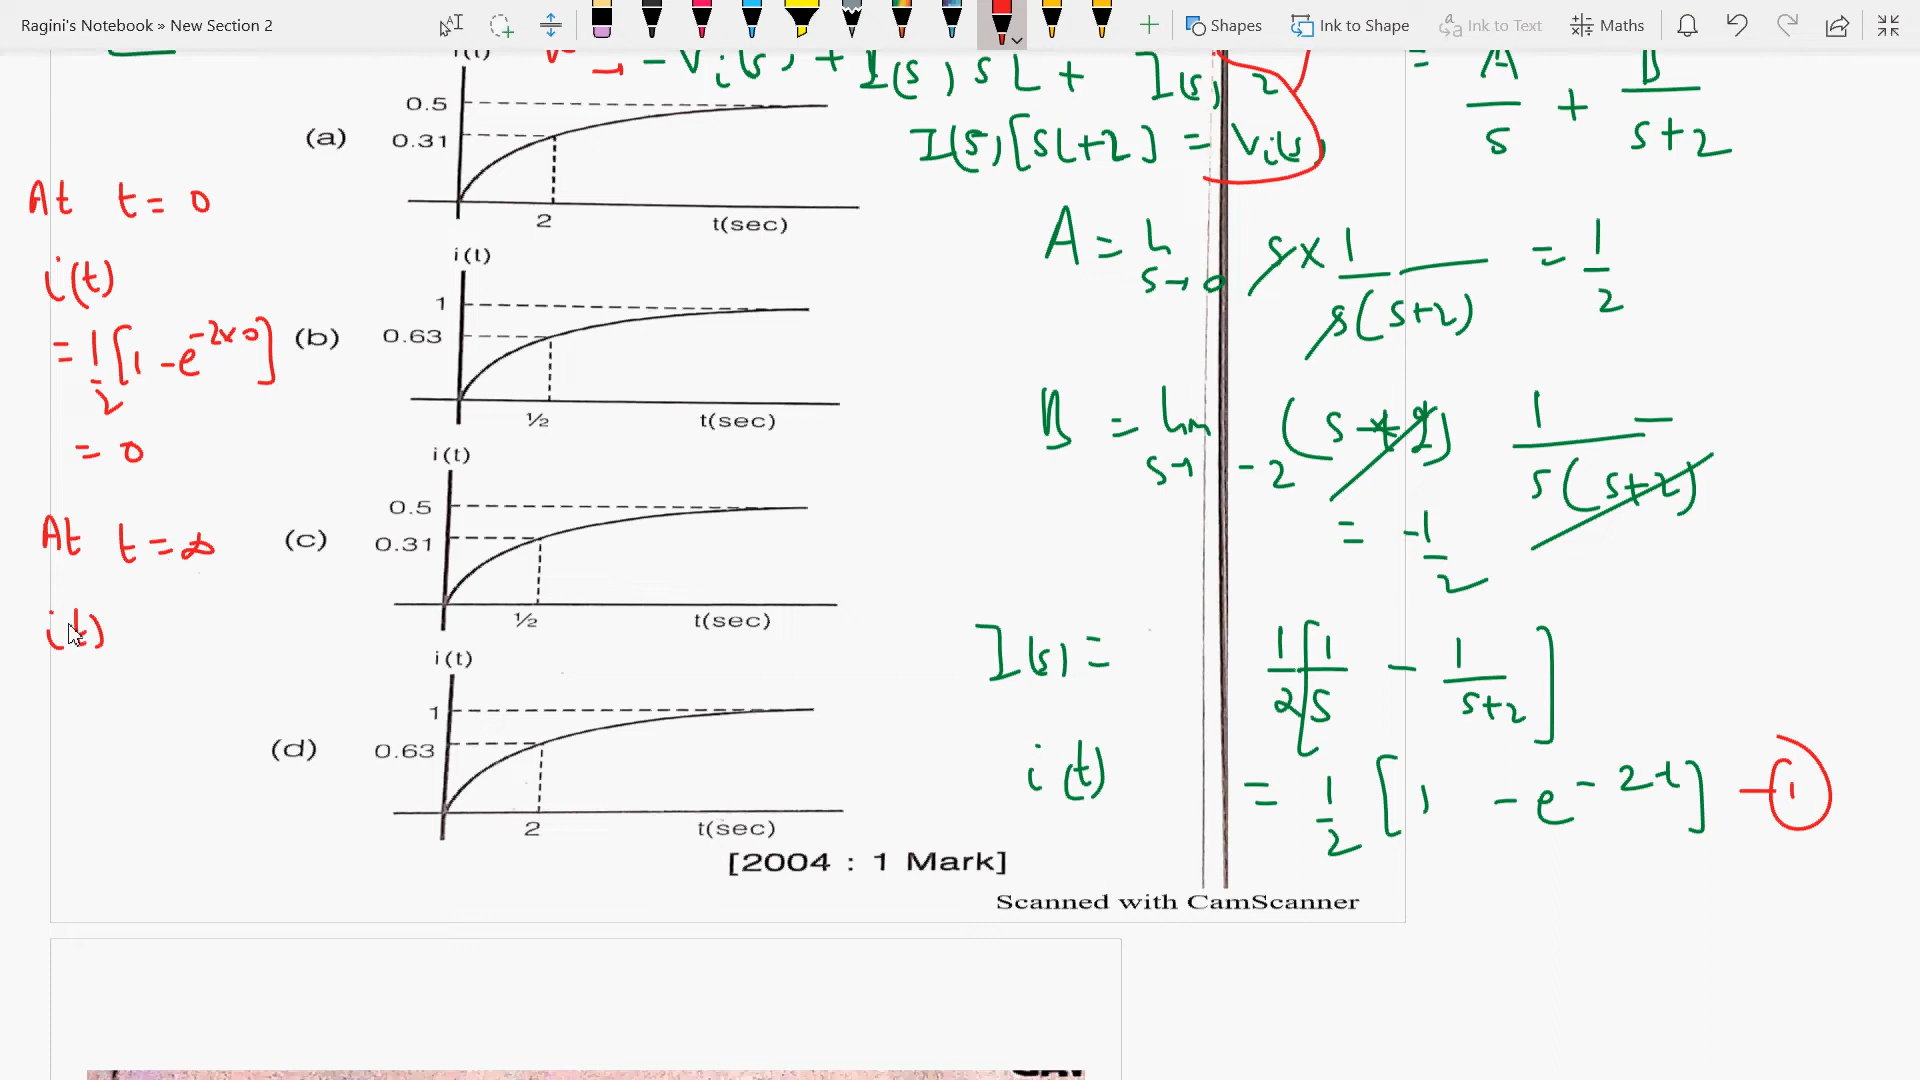 Ragini's Notebook » New Section 2
Shapes
Ink to Shape
Ink to Text
Maths
i(t)
0.5
0.31
(a)
2
t(sec)
- Vi(s) + I(s) sL + I(s) 2
I(s) [sL+2] = Vi(s)
= A/s + B/s+2
At t = 0
i(t)
= 1/2 [1 - e^-2×0]
= 0
At t = ∞
i(t)
i(t)
1
0.63
(b)
½
t(sec)
i(t)
0.5
0.31
(c)
½
t(sec)
i(t)
1
0.63
(d)
2
t(sec)
A = s→0 s × 1/s(s+2) = 1/2
B = lim s→-2 (s+2) 1/s(s+2)
= -1/2
I(s) = 1/2 [1/s - 1/s+2]
i(t) = 1/2 [1 - e^-2t] - 1
[2004 : 1 Mark]
Scanned with CamScanner